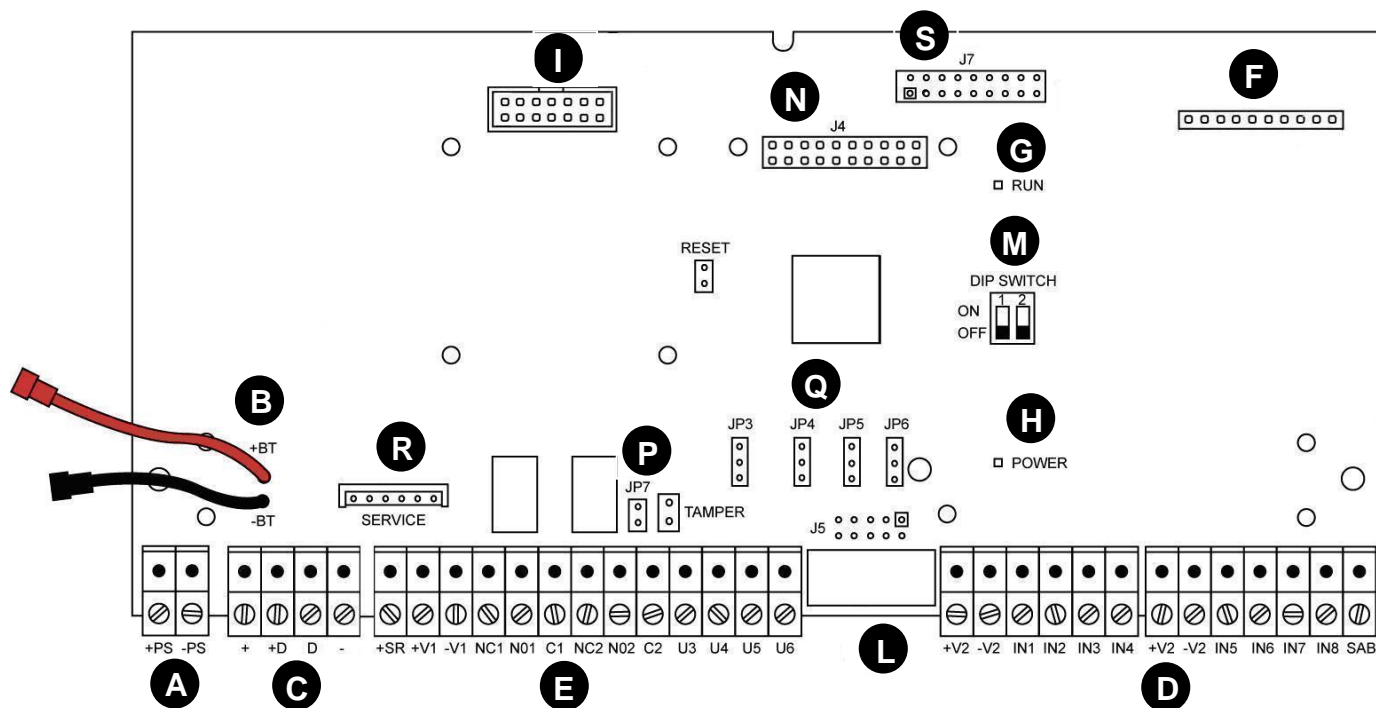 S
I
J7
F
N
J4
G
RUN
M
RESET
DIP SWITCH
1 2
ON
OFF
Q
B
JP3 JP4 JP5 JP6
H
+BT
R
P
POWER
JP7
-BT
TAMPER
SERVICE
J5
+PS -PS + +D D - +SR +V1 -V1 NC1 N01 C1 NC2 N02 C2 U3 U4 U5 U6 +V2 -V2 IN1 IN2 IN3 IN4 +V2 -V2 IN5 IN6 IN7 IN8 SAB
A C E L D